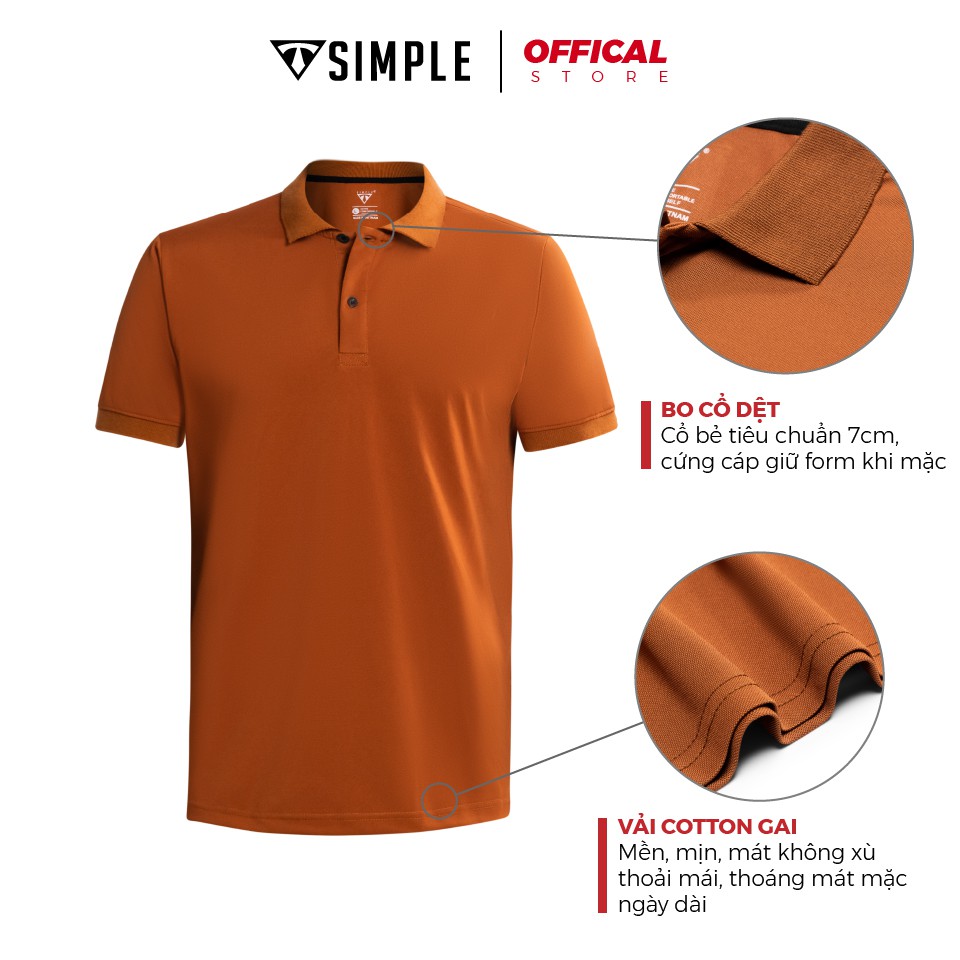 SIMPLE
OFFICAL
STORE
SIMPLE
BO CỔ DỆT
Cổ bẻ tiêu chuẩn 7cm,
cứng cáp giữ form khi mặc
VẢI COTTON GAI
Mền, mịn, mát không xù
thoải mái, thoáng mát mặc
ngày dài